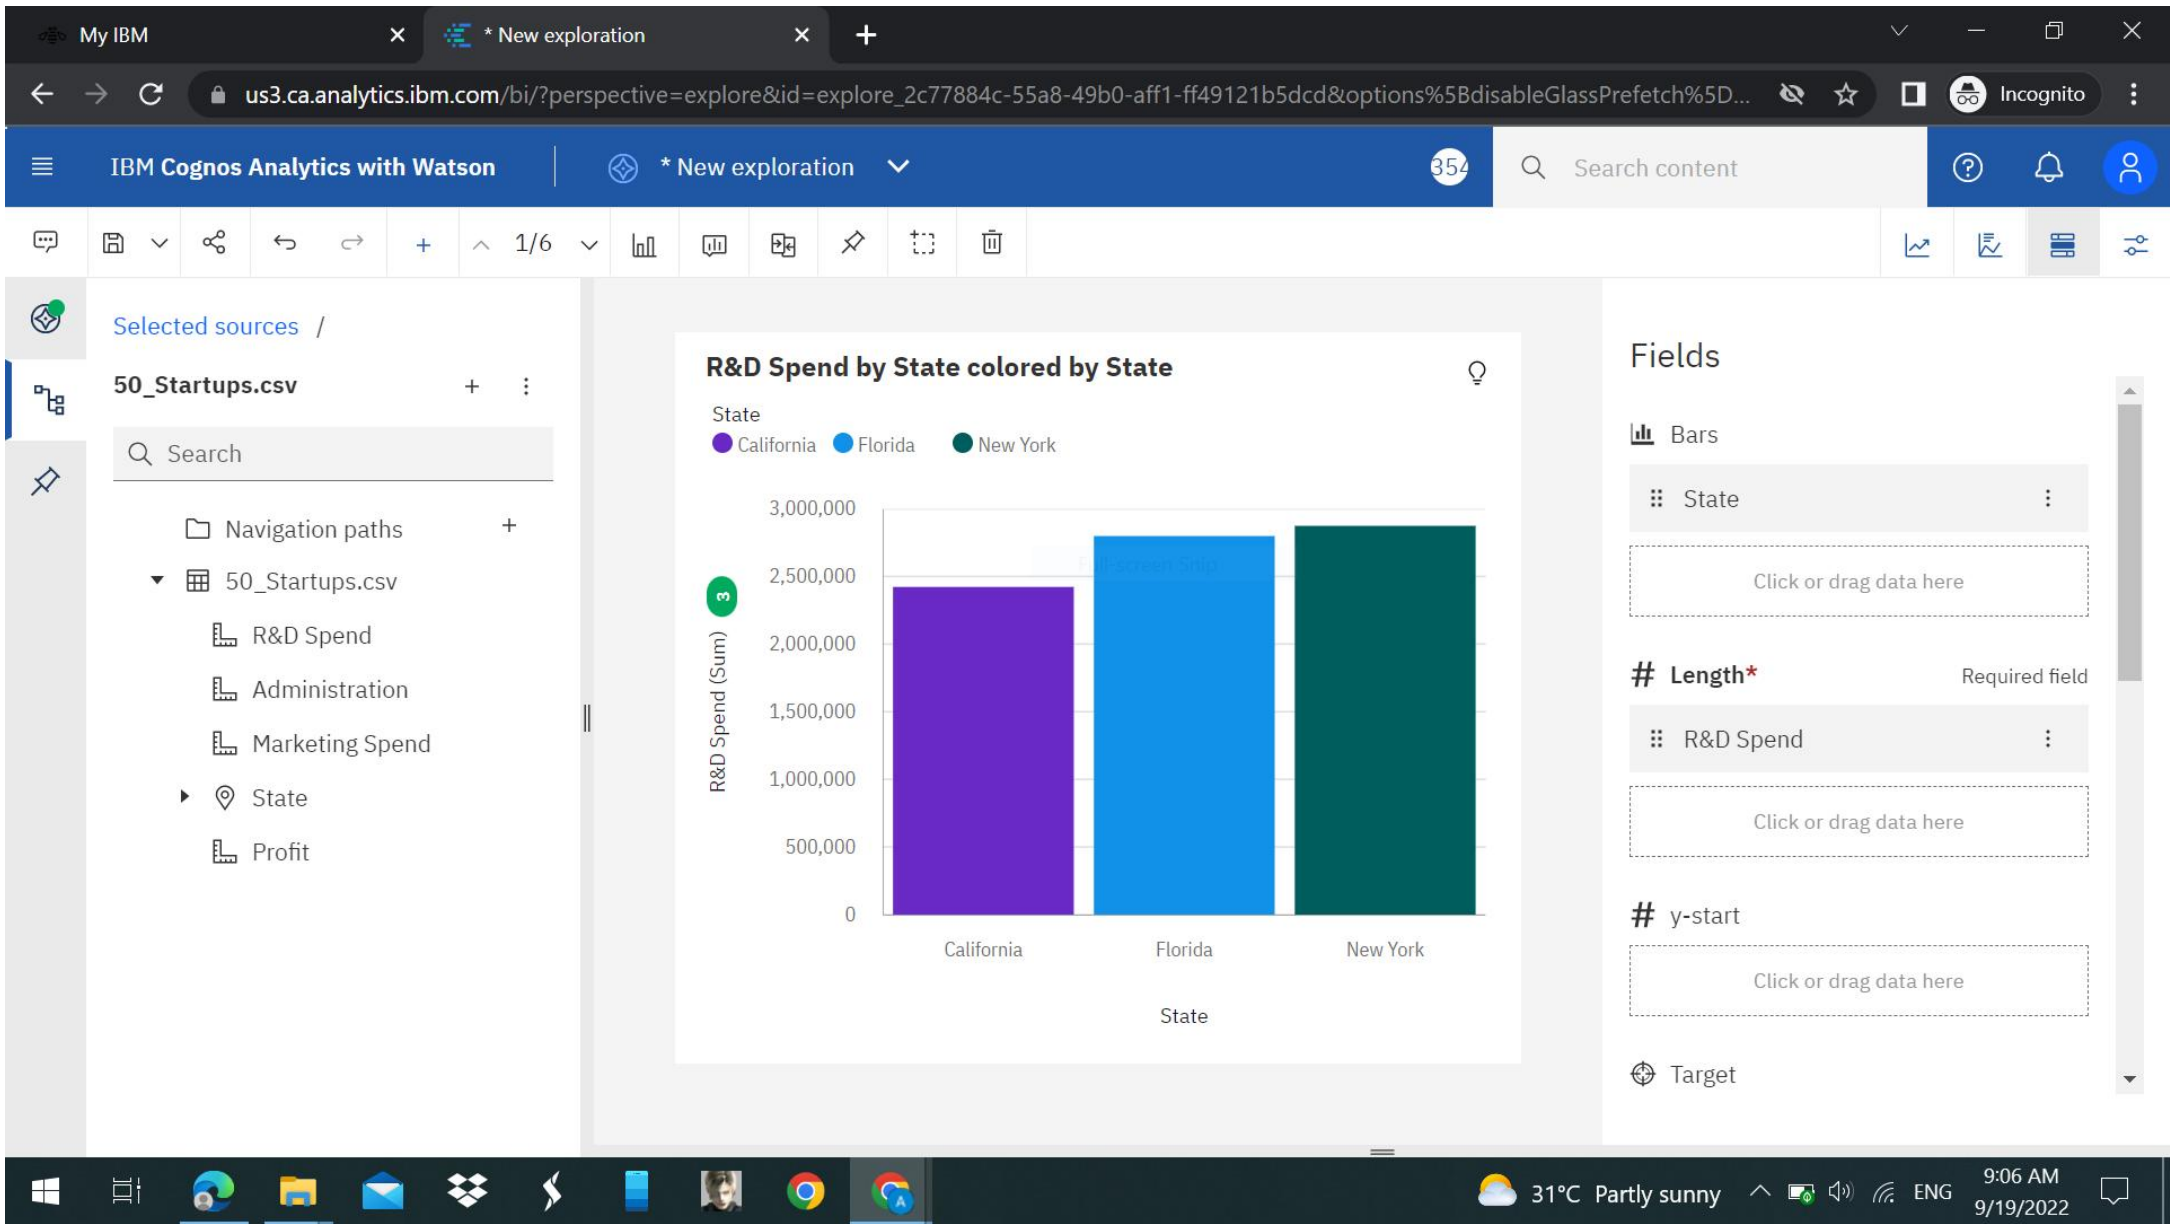 My IBM
* New exploration
us3.ca.analytics.ibm.com/bi/?perspective=explore&id=explore_2c77884c-55a8-49b0-aff1-ff49121b5dcd&options%5BdisableGlassPrefetch%5D...
Incognito
IBM Cognos Analytics with Watson
* New exploration
354
Search content
1/6
Selected sources /
50_Startups.csv
Search
Navigation paths
50_Startups.csv
R&D Spend
Administration
Marketing Spend
State
Profit
R&D Spend by State colored by State
State
California Florida New York
3,000,000
2,500,000
2,000,000
1,500,000
1,000,000
500,000
0
R&D Spend (Sum) 3
Full-screen Snip
California Florida New York
State
Fields
Bars
State
Click or drag data here
Length* Required field
R&D Spend
Click or drag data here
y-start
Click or drag data here
Target
31°C Partly sunny
ENG
9:06 AM
9/19/2022